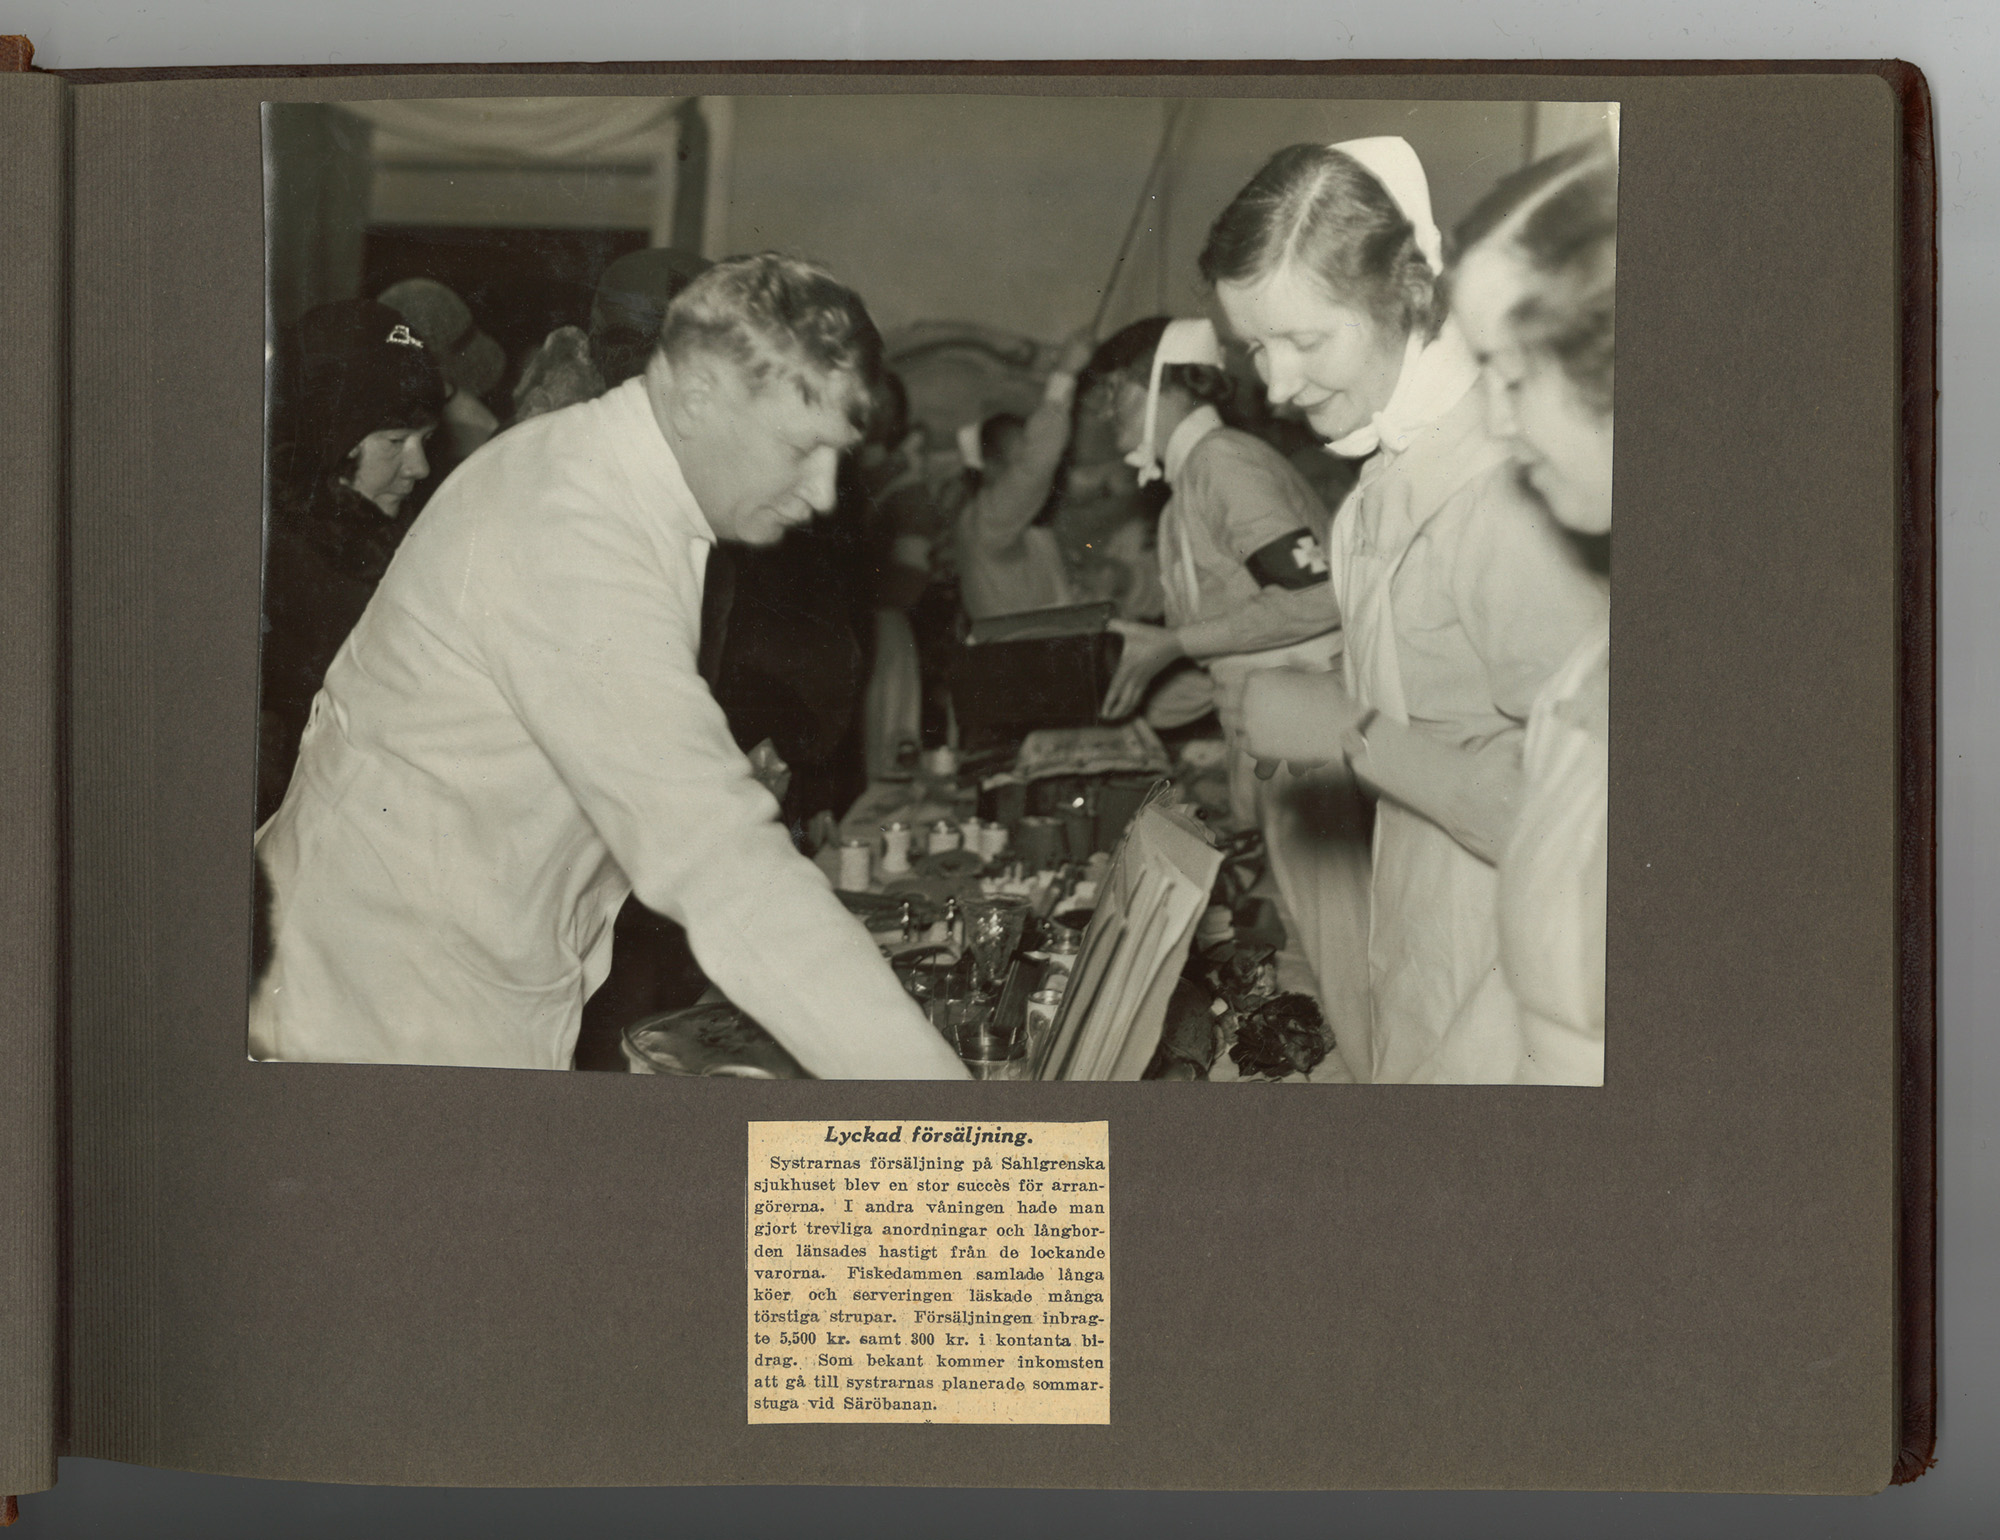 Lyckad försäljning.
Systrarnas försäljning på Sahlgrenska
sjukhuset blev en stor succès för arran-
görerna. I andra våningen hade man
gjort trevliga anordningar och långbor-
den länsades hastigt från de lockande
varorna. Fiskedammen samlade långa
köer och serveringen läskade många
törstiga strupar. Försäljningen inbrag-
te 5,500 kr. samt 300 kr. i kontanta bi-
drag. Som bekant kommer inkomsten
att gå till systrarnas planerade sommar-
stuga vid Säröbanan.